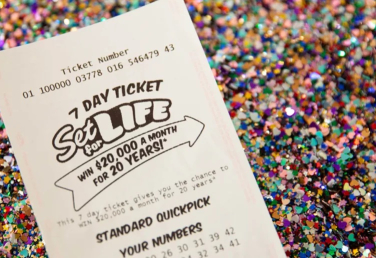 Ticket Number
01 100000 03778 016 546479 43
7 DAY TICKET
Set
FOR LIFE
WIN $20,000 A MONTH
FOR 20 YEARS!*
This 7 day ticket gives you the chance to
WIN $20,000 a month for 20 years*
STANDARD QUICKPICK
YOUR NUMBERS
26 30 31 39 42
32 34 41